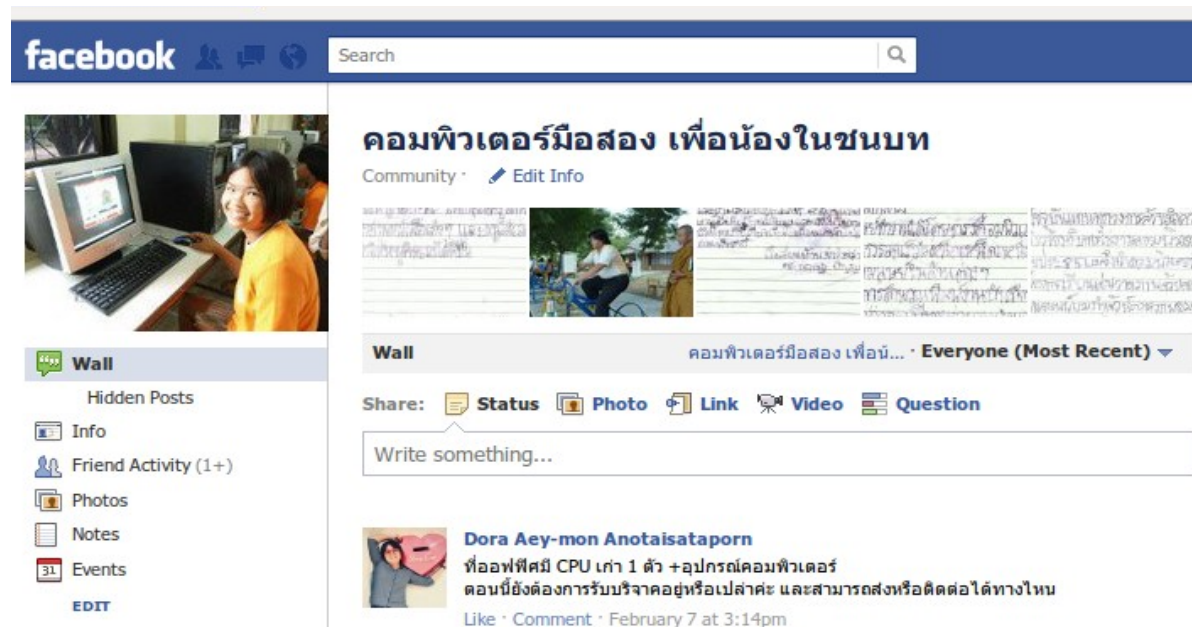 facebook
Search
คอมพิวเตอร์มือสอง เพื่อน้องในชนบท
Community · Edit Info
Wall
Hidden Posts
Info
Friend Activity (1+)
Photos
Notes
31 Events
EDIT
Wall คอมพิวเตอร์มือสอง เพื่อน้... · Everyone (Most Recent)
Share: Status Photo Link Video Question
Write something...
Dora Aey-mon Anotaisataporn
ที่ออฟฟิศมี CPU เก่า 1 ตัว +อุปกรณ์คอมพิวเตอร์
ตอนนี้ยังต้องการรับบริจาคอยู่หรือเปล่าค่ะ และสามารถส่งหรือติดต่อได้ทางไหน
Like · Comment · February 7 at 3:14pm